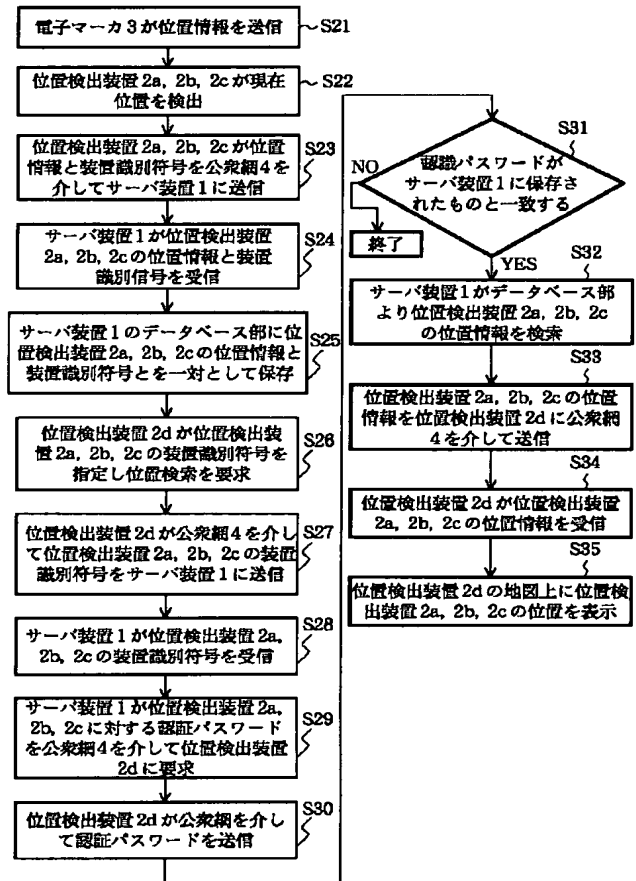 電子マーカ3が位置情報を送信
S21
位置検出装置2a, 2b, 2cが現在
位置を検出
S22
位置検出装置2a, 2b, 2cが位置
情報と装置識別符号を公衆網4を
介してサーバ装置1に送信
S23
サーバ装置1が位置検出装置
2a, 2b, 2cの位置情報と装置
識別信号を受信
S24
サーバ装置1のデータベース部に位
置検出装置2a, 2b, 2cの位置情報と
装置識別符号とを一対として保存
S25
位置検出装置2dが位置検出装
置2a, 2b, 2cの装置識別符号を
指定し位置検索を要求
S26
位置検出装置2dが公衆網4を介し
て位置検出装置2a, 2b, 2cの装置
識別符号をサーバ装置1に送信
S27
サーバ装置1が位置検出装置2a,
2b, 2cの装置識別符号を受信
S28
サーバ装置1が位置検出装置2a,
2b, 2cに対する認証パスワード
を公衆網4を介して位置検出装置
2dに要求
S29
位置検出装置2dが公衆網を介し
て認証パスワードを送信
S30
S31
認識パスワードが
サーバ装置1に保存さ
れたものと一致する
NO
終了
YES
S32
サーバ装置1がデータベース部
より位置検出装置2a, 2b, 2c
の位置情報を検索
S33
位置検出装置2a, 2b, 2cの位置
情報を位置検出装置2dに公衆網
4を介して送信
S34
位置検出装置2dが位置検出装置
2a, 2b, 2cの位置情報を受信
S35
位置検出装置2dの地図上に位置検
出装置2a, 2b, 2cの位置を表示